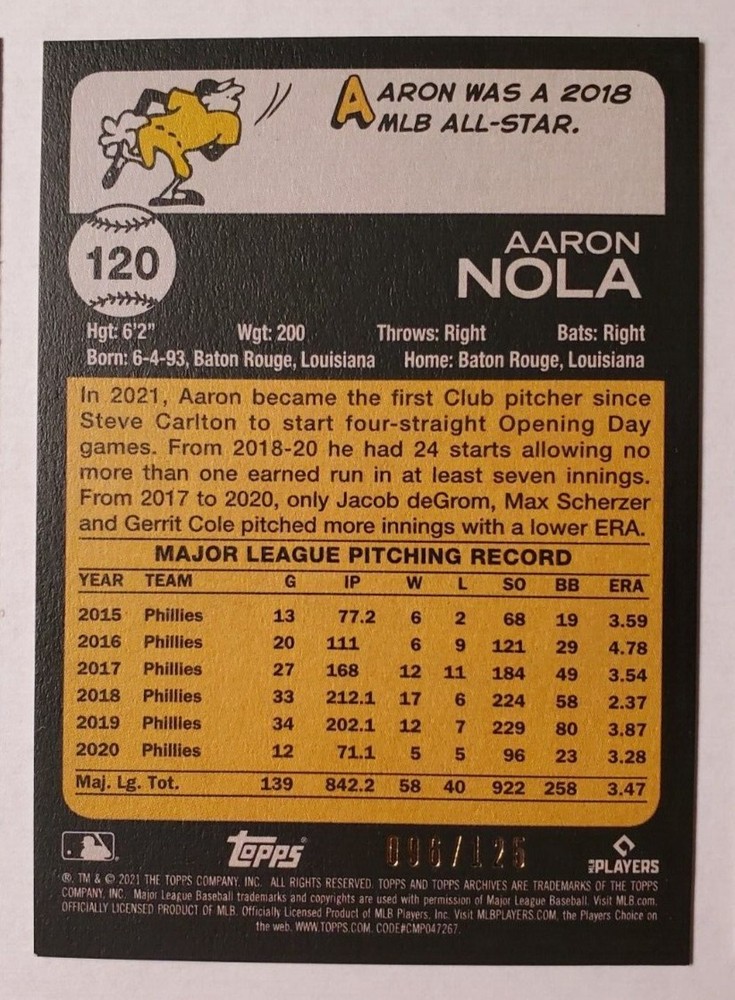 AARON WAS A 2018
MLB ALL-STAR.
120
AARON
NOLA
Hgt: 6'2" Wgt: 200 Throws: Right Bats: Right
Born: 6-4-93, Baton Rouge, Louisiana Home: Baton Rouge, Louisiana
In 2021, Aaron became the first Club pitcher since
Steve Carlton to start four-straight Opening Day
games. From 2018-20 he had 24 starts allowing no
more than one earned run in at least seven innings.
From 2017 to 2020, only Jacob deGrom, Max Scherzer
and Gerrit Cole pitched more innings with a lower ERA.
MAJOR LEAGUE PITCHING RECORD
YEAR TEAM G IP W L SO BB ERA
2015 Phillies 13 77.2 6 2 68 19 3.59
2016 Phillies 20 111 6 9 121 29 4.78
2017 Phillies 27 168 12 11 184 49 3.54
2018 Phillies 33 212.1 17 6 224 58 2.37
2019 Phillies 34 202.1 12 7 229 80 3.87
2020 Phillies 12 71.1 5 5 96 23 3.28
Maj. Lg. Tot. 139 842.2 58 40 922 258 3.47
Topps 096/125 MLB PLAYERS
®, TM & © 2021 THE TOPPS COMPANY, INC. ALL RIGHTS RESERVED. TOPPS AND TOPPS ARCHIVES ARE TRADEMARKS OF THE TOPPS
COMPANY, INC. Major League Baseball trademarks and copyrights are used with permission of Major League Baseball. Visit MLB.com.
OFFICIALLY LICENSED PRODUCT OF MLB. Officially Licensed Product of MLB Players, Inc. Visit MLBPLAYERS.COM, the Players Choice on
the web. WWW.TOPPS.COM. CODE#CMP047267.